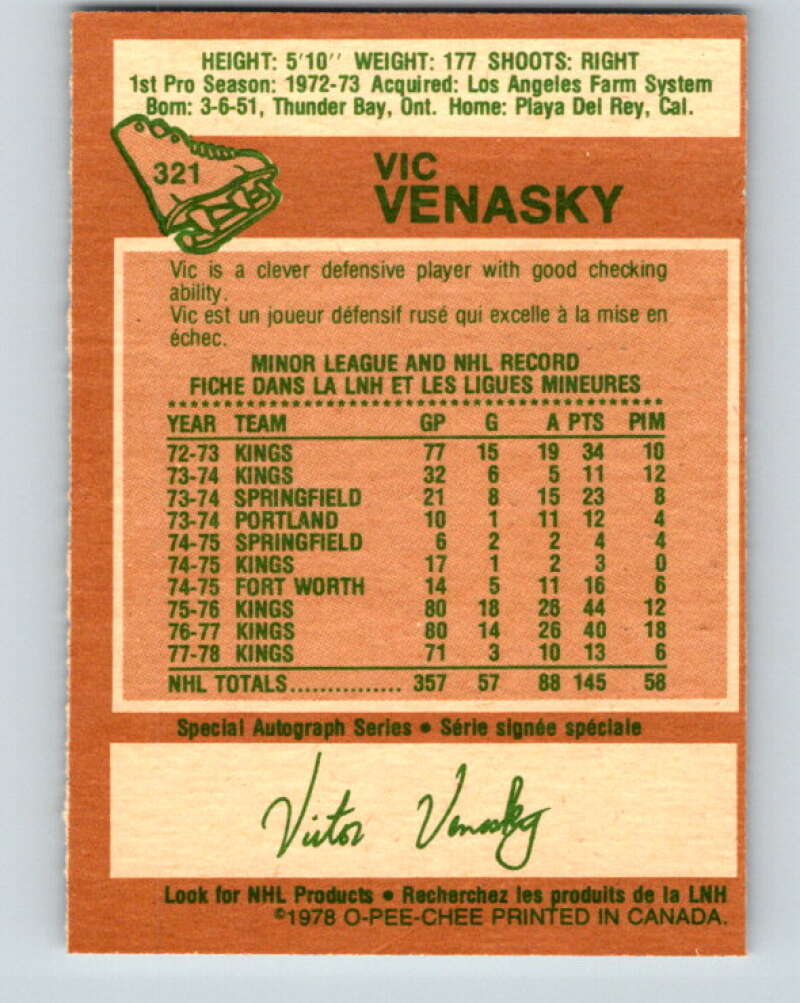 HEIGHT: 5'10'' WEIGHT: 177 SHOOTS: RIGHT
1st Pro Season: 1972-73 Acquired: Los Angeles Farm System
Born: 3-6-51, Thunder Bay, Ont. Home: Playa Del Rey, Cal.
321
VIC
VENASKY
Vic is a clever defensive player with good checking
ability.
Vic est un joueur défensif rusé qui excelle à la mise en
échec.
MINOR LEAGUE AND NHL RECORD
FICHE DANS LA LNH ET LES LIGUES MINEURES
YEAR TEAM GP G A PTS PIM
72-73 KINGS 77 15 19 34 10
73-74 KINGS 32 6 5 11 12
73-74 SPRINGFIELD 21 8 15 23 8
73-74 PORTLAND 10 1 11 12 4
74-75 SPRINGFIELD 6 2 2 4 4
74-75 KINGS 17 1 2 3 0
74-75 FORT WORTH 14 5 11 16 6
75-76 KINGS 80 18 26 44 12
76-77 KINGS 80 14 26 40 18
77-78 KINGS 71 3 10 13 6
NHL TOTALS............... 357 57 88 145 58
Special Autograph Series • Série signée spéciale
Victor Venasky
Look for NHL Products • Recherchez les produits de la LNH
©1978 O-PEE-CHEE PRINTED IN CANADA.